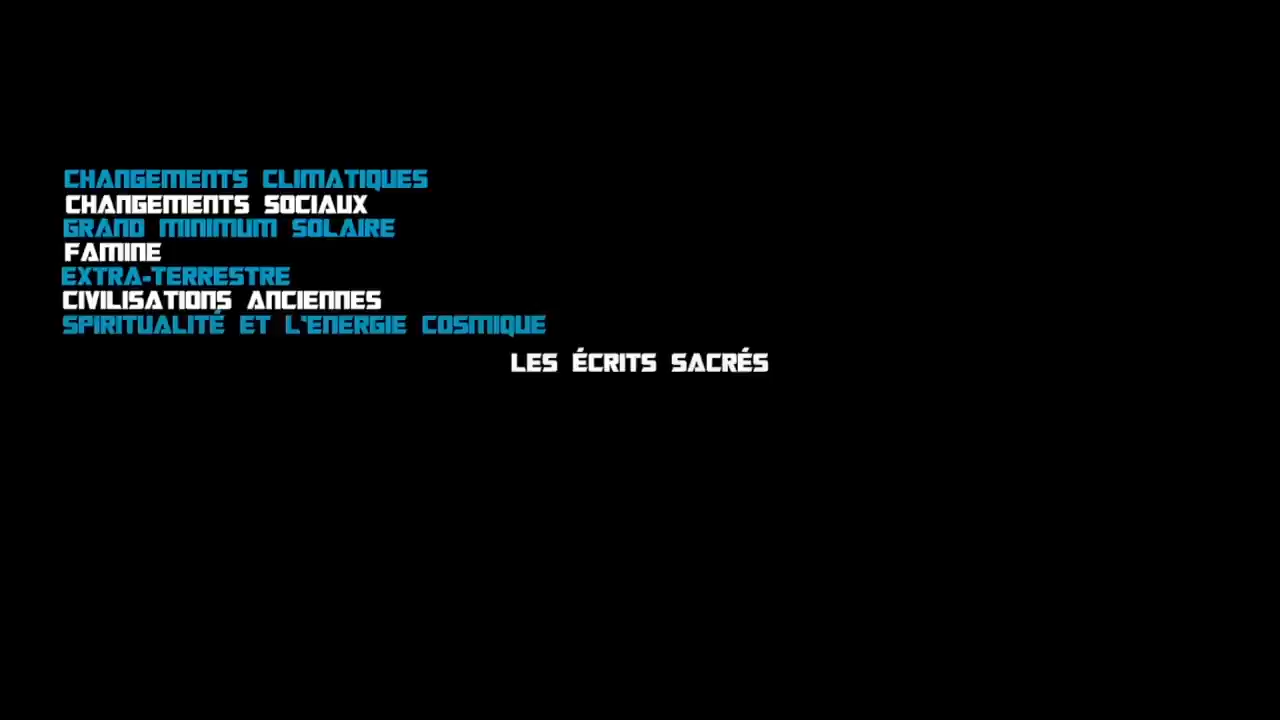 CHANGEMENTS CLIMATIQUES
CHANGEMENTS SOCIAUX
GRAND MINIMUM SOLAIRE
FAMINE
EXTRA-TERRESTRE
CIVILISATIONS ANCIENNES
SPIRITUALITÉ ET L'ENERGIE COSMIQUE
LES ÉCRITS SACRÉS